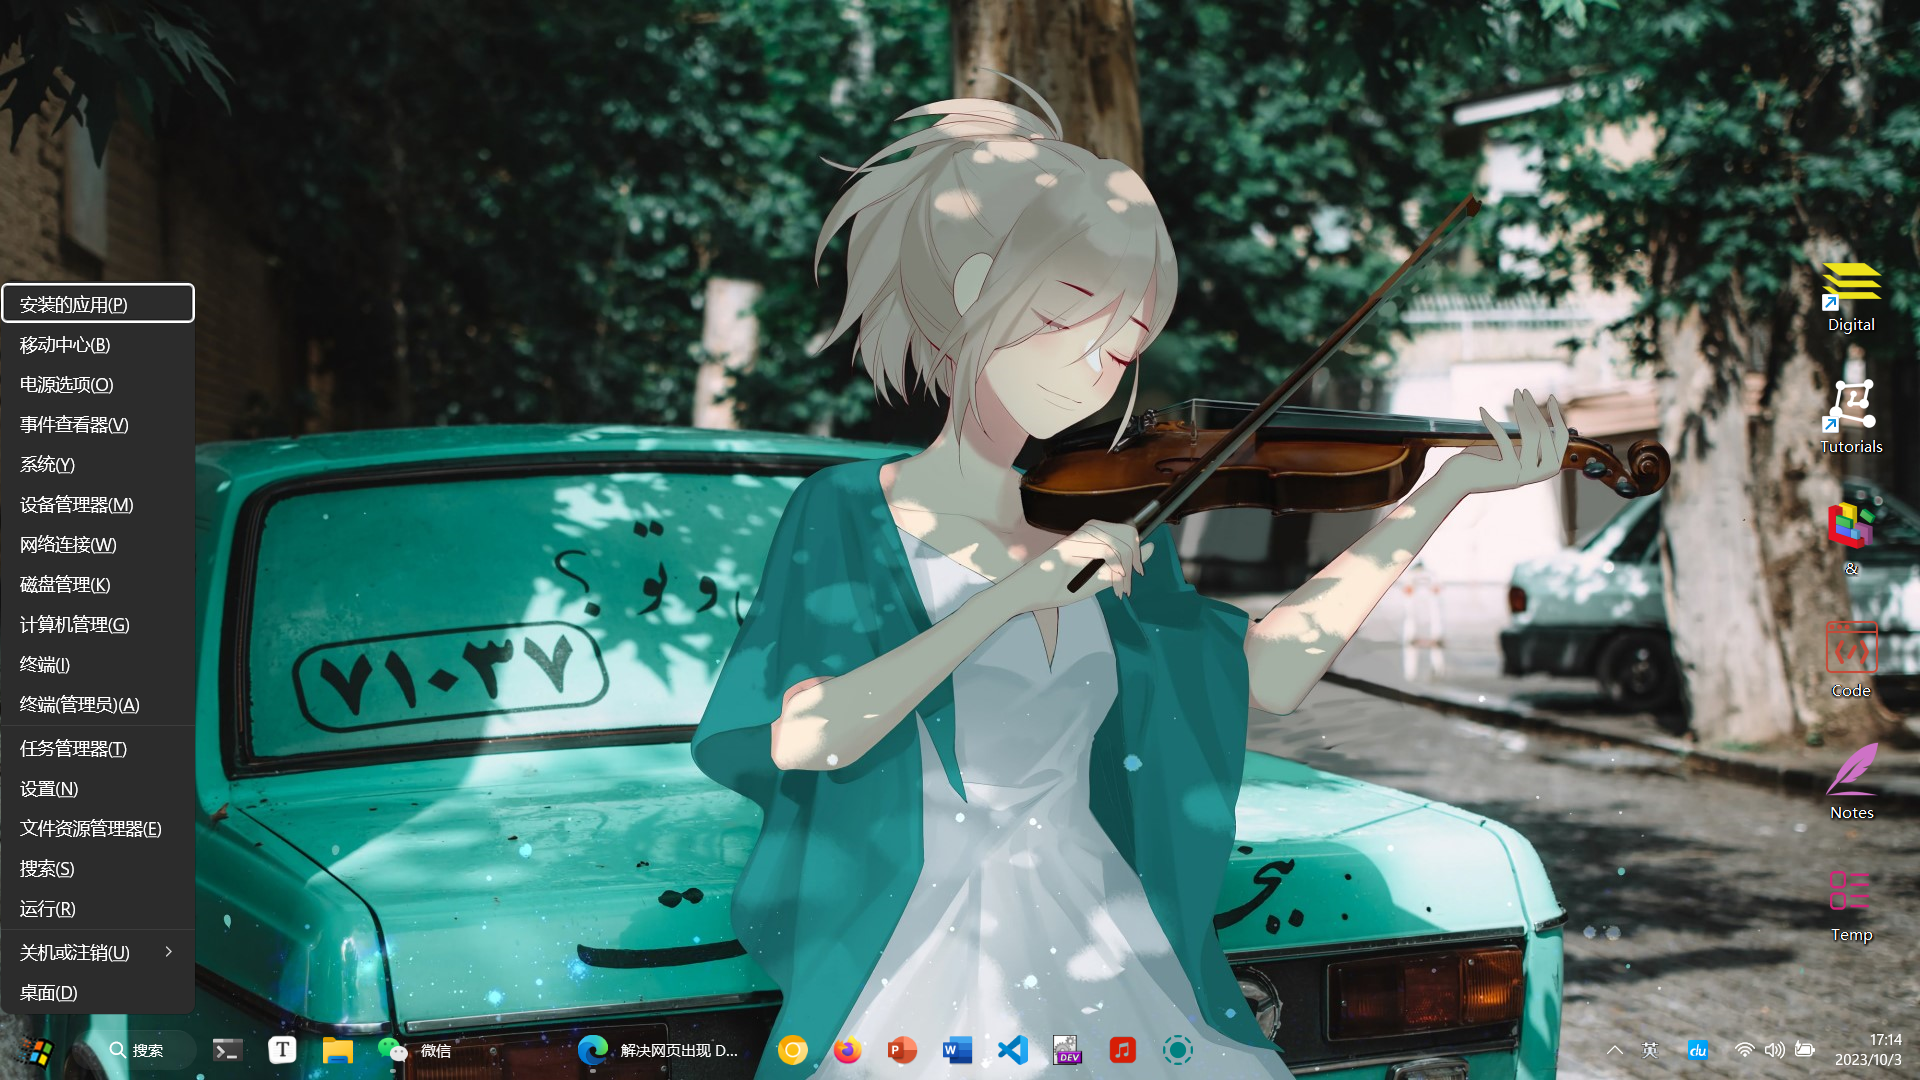 安装的应用(P)
移动中心(B)
电源选项(O)
事件查看器(V)
系统(Y)
设备管理器(M)
网络连接(W)
磁盘管理(K)
计算机管理(G)
终端(I)
终端(管理员)(A)
任务管理器(T)
设置(N)
文件资源管理器(E)
搜索(S)
运行(R)
关机或注销(U)
桌面(D)
و تو ؟
۷۱۰۳۷
Digital
Tutorials
&
Code
Notes
Temp
搜索
T
微信
解决网页出现 D...
P
W
DEV
英
du
17:14
2023/10/3